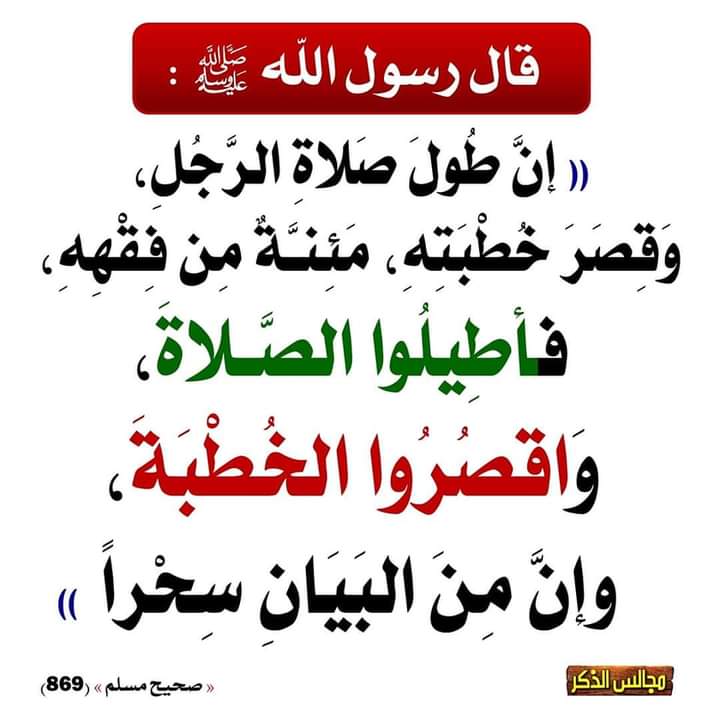 قال رسول الله ﷺ :
(( إنَّ طُولَ صَلاةِ الرَّجُلِ،
وَقِصَرَ خُطْبَتِهِ، مَئِنـَّةٌ مِن فِقْهِهِ،
فأطِيلُوا الصَّلاةَ،
وَاقصُرُوا الخُطْبَةَ،
وإنَّ مِنَ البَيَانِ سِحْراً ))
« صحيح مسلم » (869)
مجالس الذكر